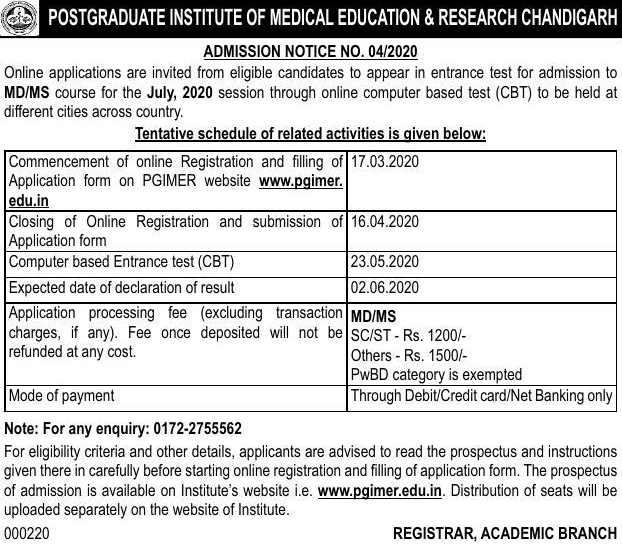 POSTGRADUATE INSTITUTE OF MEDICAL EDUCATION & RESEARCH CHANDIGARH
ADMISSION NOTICE NO. 04/2020
Online applications are invited from eligible candidates to appear in entrance test for admission to
MD/MS course for the July, 2020 session through online computer based test (CBT) to be held at
different cities across country.
Tentative schedule of related activities is given below:
Commencement of online Registration and filling of 17.03.2020
Application form on PGIMER website www.pgimer.
edu.in
Closing of Online Registration and submission of 16.04.2020
Application form
Computer based Entrance test (CBT) 23.05.2020
Expected date of declaration of result 02.06.2020
Application processing fee (excluding transaction
charges, if any). Fee once deposited will not be
refunded at any cost.
MD/MS
SC/ST - Rs. 1200/-
Others - Rs. 1500/-
PwBD category is exempted
Mode of payment Through Debit/Credit card/Net Banking only
Note: For any enquiry: 0172-2755562
For eligibility criteria and other details, applicants are advised to read the prospectus and instructions
given there in carefully before starting online registration and filling of application form. The prospectus
of admission is available on Institute's website i.e. www.pgimer.edu.in. Distribution of seats will be
uploaded separately on the website of Institute.
000220 REGISTRAR, ACADEMIC BRANCH